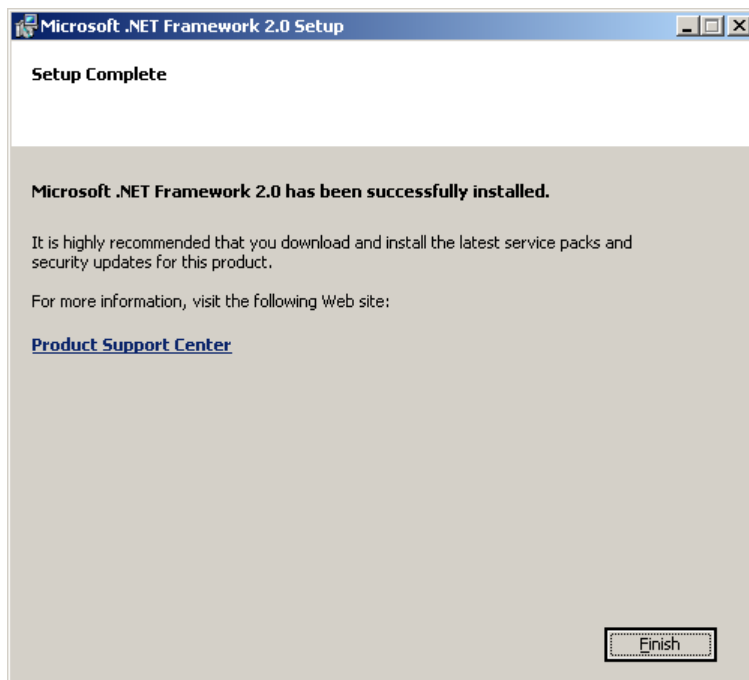 Microsoft .NET Framework 2.0 Setup
Setup Complete
Microsoft .NET Framework 2.0 has been successfully installed.
It is highly recommended that you download and install the latest service packs and
security updates for this product.
For more information, visit the following Web site:
Product Support Center
Finish